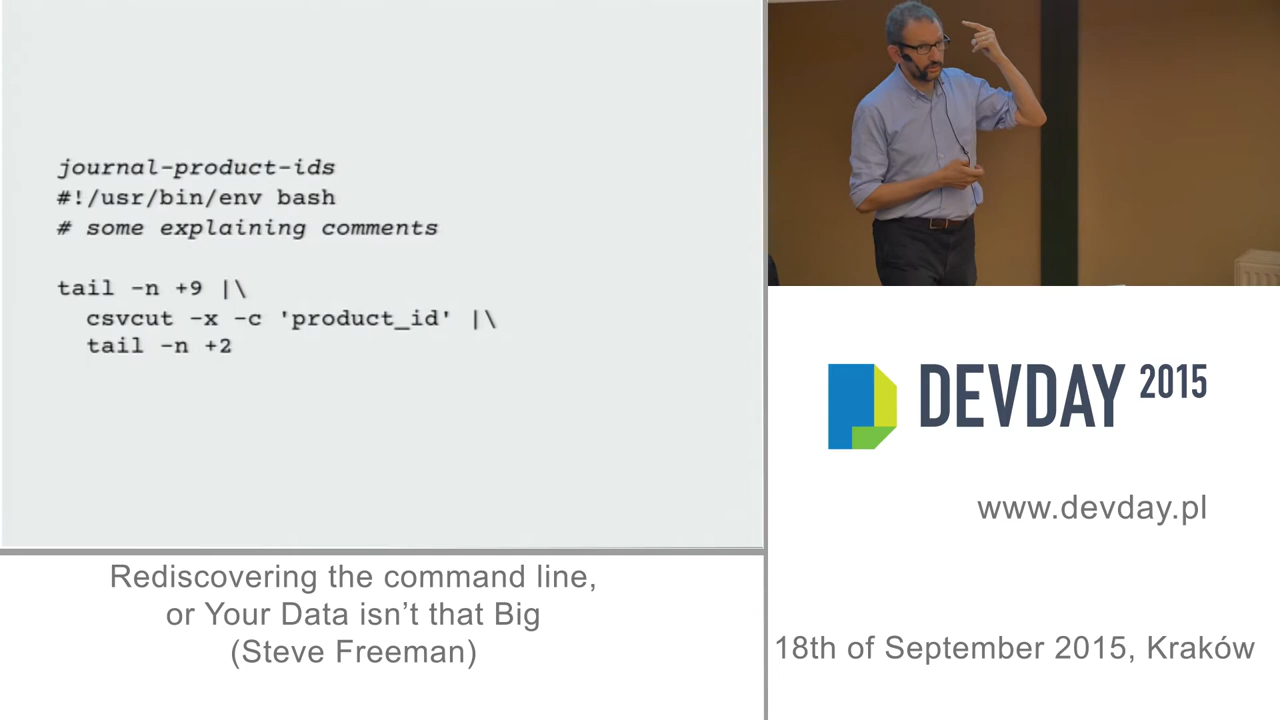 journal-product-ids
#!/usr/bin/env bash
# some explaining comments
tail -n +9 |\
csvcut -x -c 'product_id' |\
tail -n +2
Rediscovering the command line,
or Your Data isn't that Big
(Steve Freeman)
DEVDAY 2015
www.devday.pl
18th of September 2015, Kraków